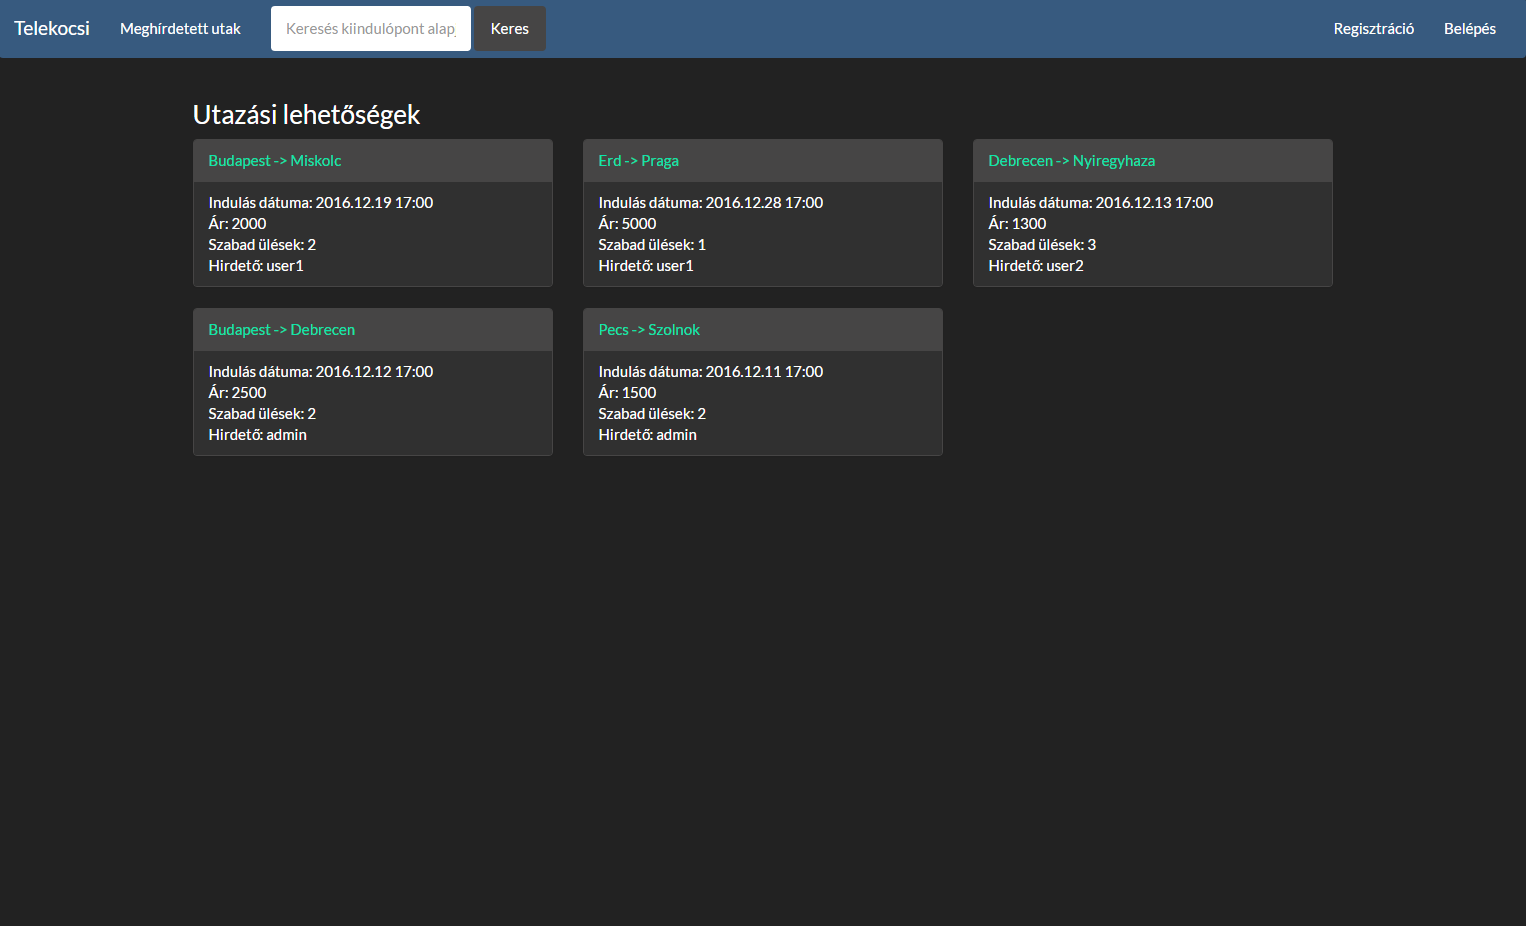 Telekocsi
Meghírdetett utak
Keresés kiindulópont alap
Keres
Regisztráció
Belépés
Utazási lehetőségek
Budapest -> Miskolc
Indulás dátuma: 2016.12.19 17:00
Ár: 2000
Szabad ülések: 2
Hirdető: user1
Erd -> Praga
Indulás dátuma: 2016.12.28 17:00
Ár: 5000
Szabad ülések: 1
Hirdető: user1
Debrecen -> Nyiregyhaza
Indulás dátuma: 2016.12.13 17:00
Ár: 1300
Szabad ülések: 3
Hirdető: user2
Budapest -> Debrecen
Indulás dátuma: 2016.12.12 17:00
Ár: 2500
Szabad ülések: 2
Hirdető: admin
Pecs -> Szolnok
Indulás dátuma: 2016.12.11 17:00
Ár: 1500
Szabad ülések: 2
Hirdető: admin